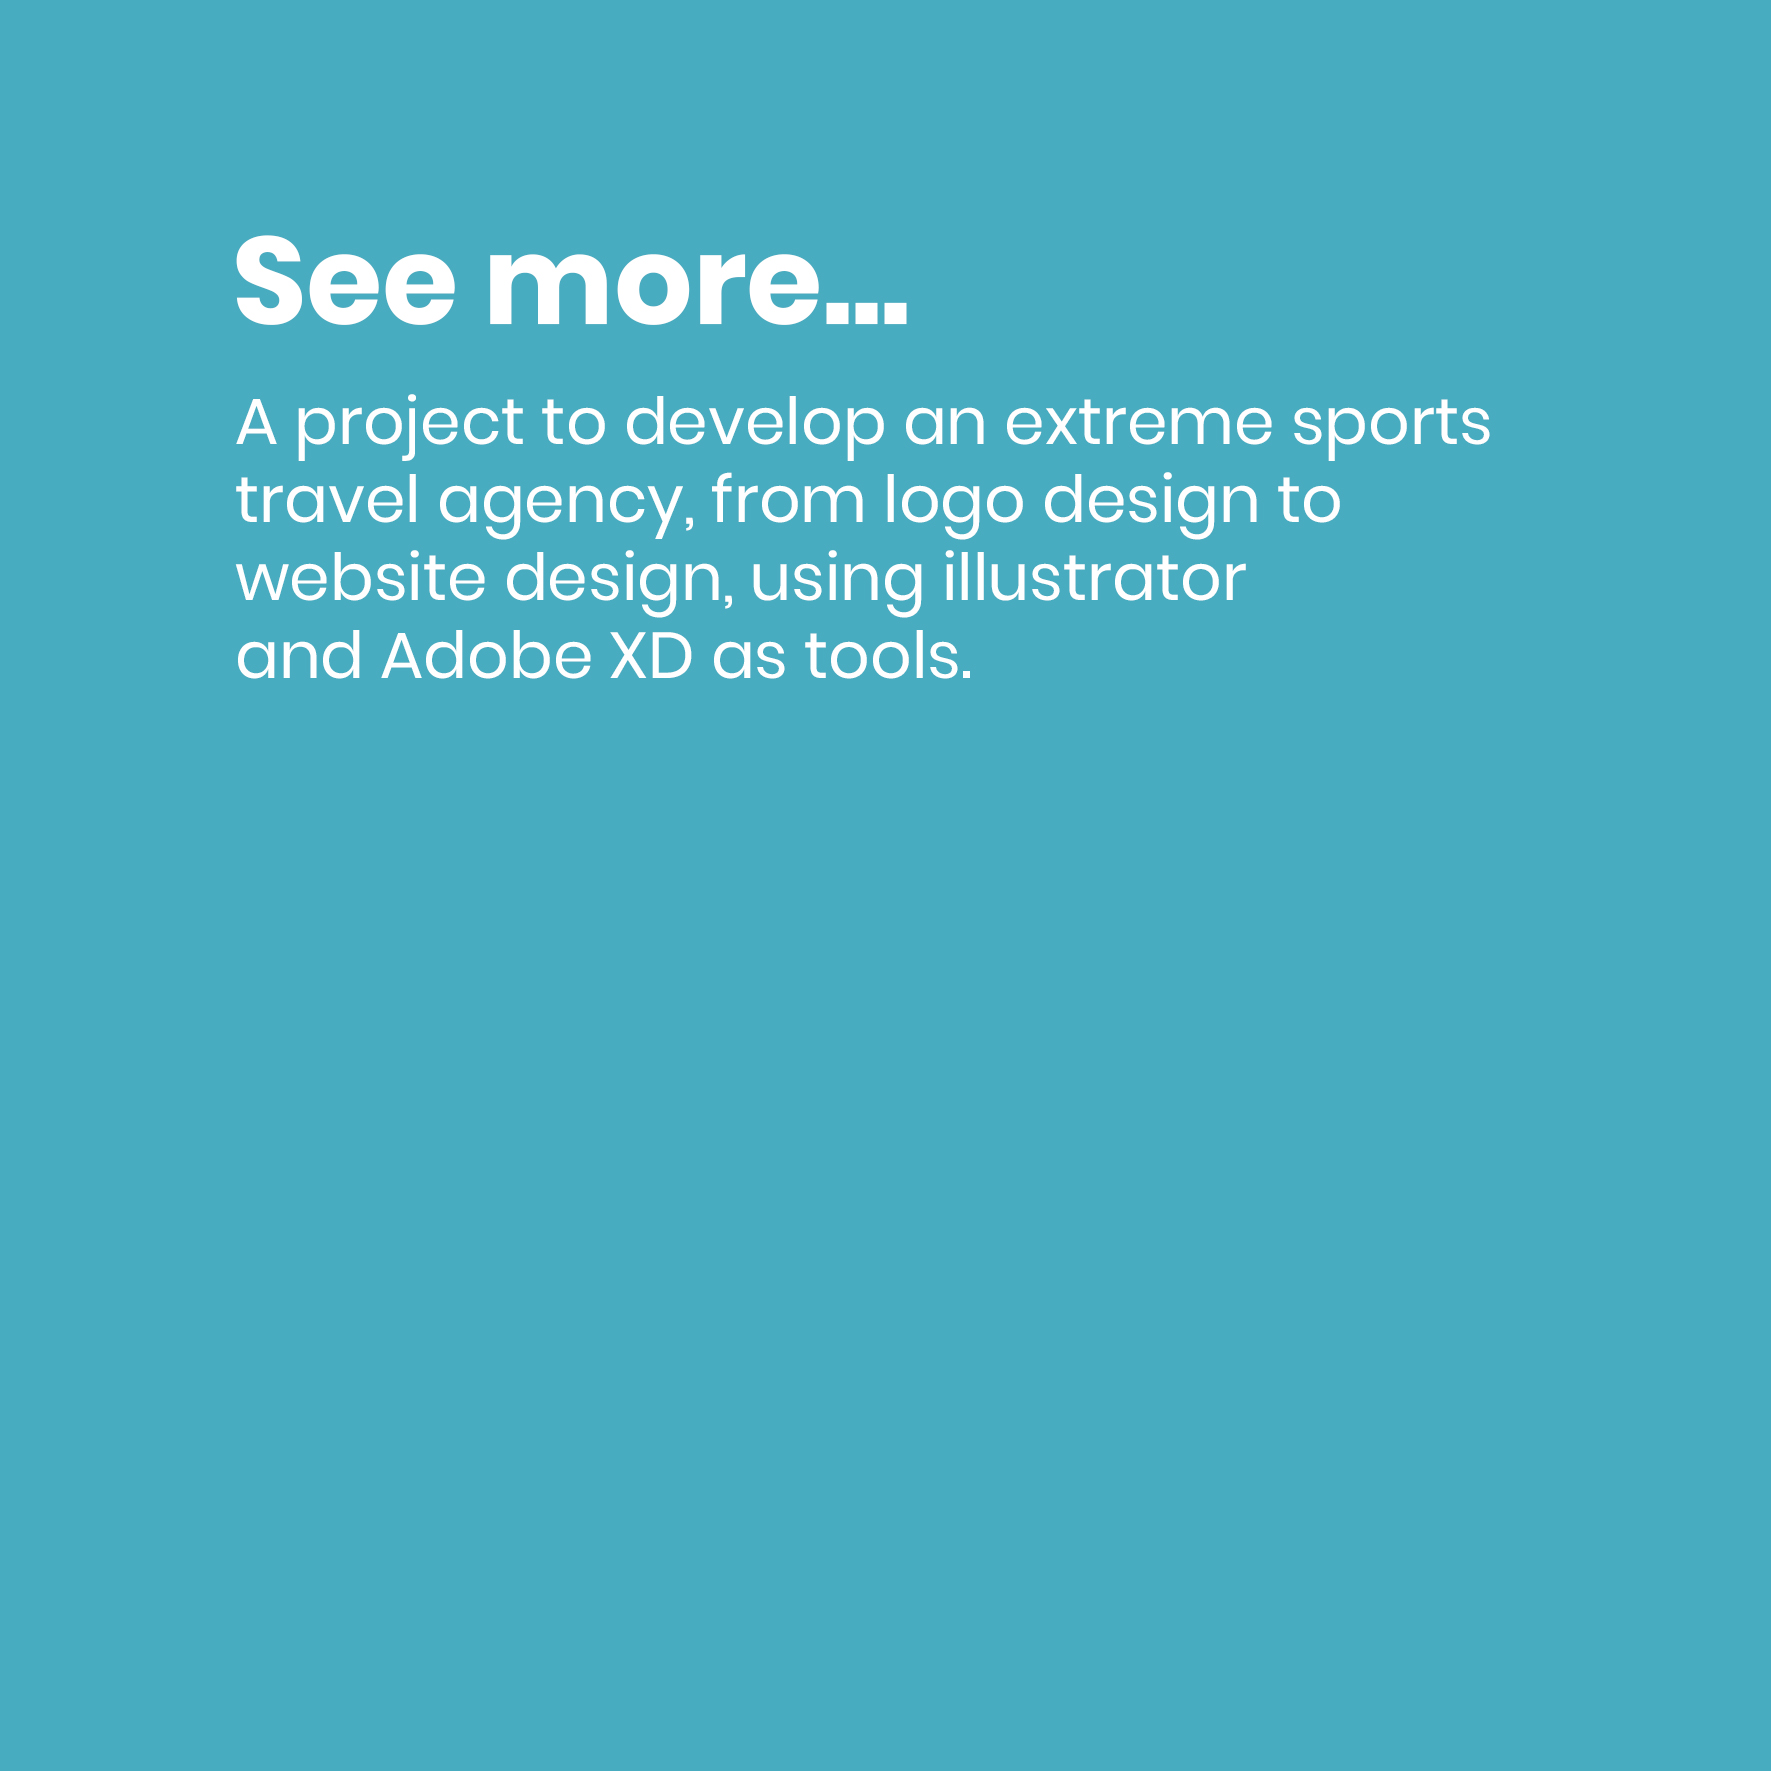 See more...
A project to develop an extreme sports
travel agency, from logo design to
website design, using illustrator
and Adobe XD as tools.